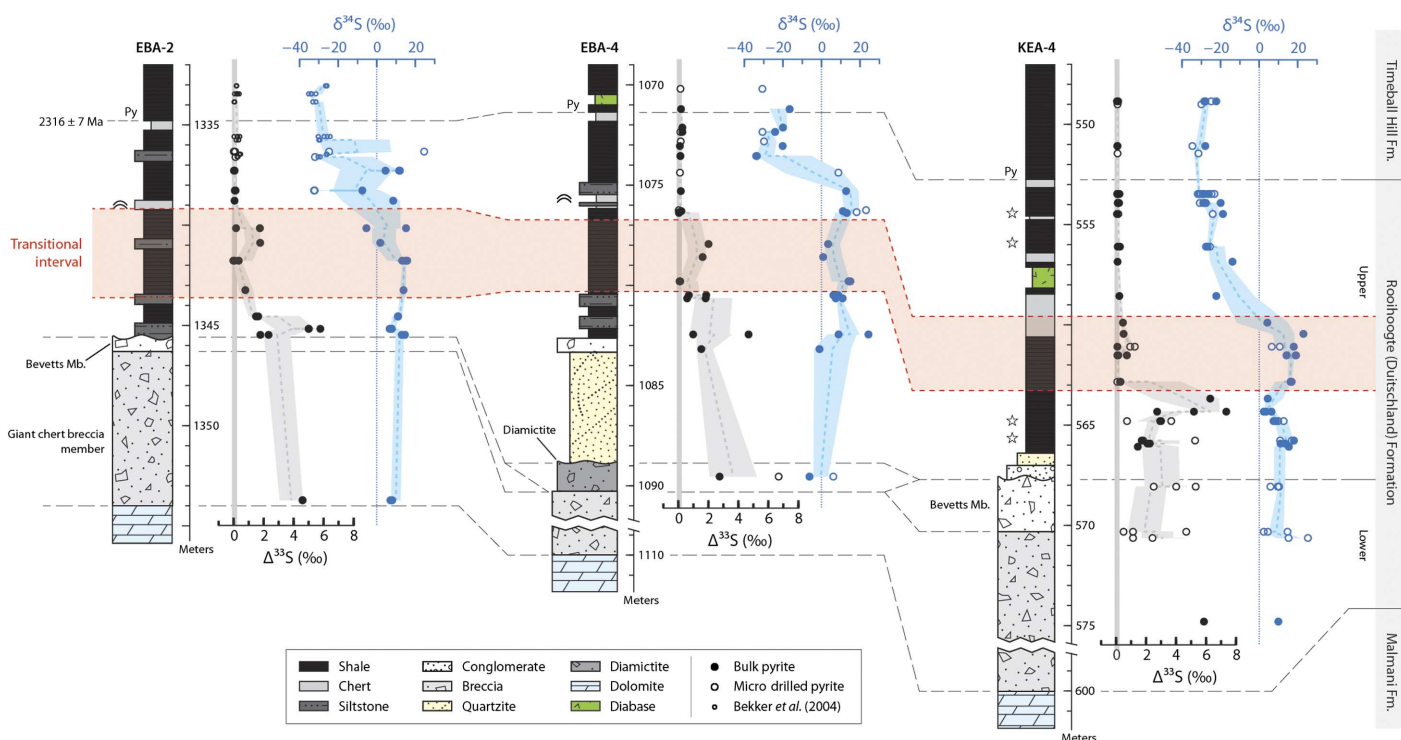 δ³⁴S (‰)
EBA-2
−40 −20 0 20
Py
2316 ± 7 Ma
1335
Transitional
interval
1345
Bevetts Mb.
Giant chert breccia
member
1350
Meters
0 2 4 6 8
Δ³³S (‰)
δ³⁴S (‰)
EBA-4
−40 −20 0 20
1070
Py
1075
1085
Diamictite
1090
1110
Meters
0 2 4 6 8
Δ³³S (‰)
δ³⁴S (‰)
KEA-4
−40 −20 0 20
550
Py
555
565
Bevetts Mb.
570
575
600
Meters
0 2 4 6 8
Δ³³S (‰)
Timeball Hill Fm.
Upper
Rooihoogte (Duitschland) Formation
Lower
Malmani Fm.
Shale Conglomerate Diamictite Bulk pyrite
Chert Breccia Dolomite Micro drilled pyrite
Siltstone Quartzite Diabase Bekker et al. (2004)